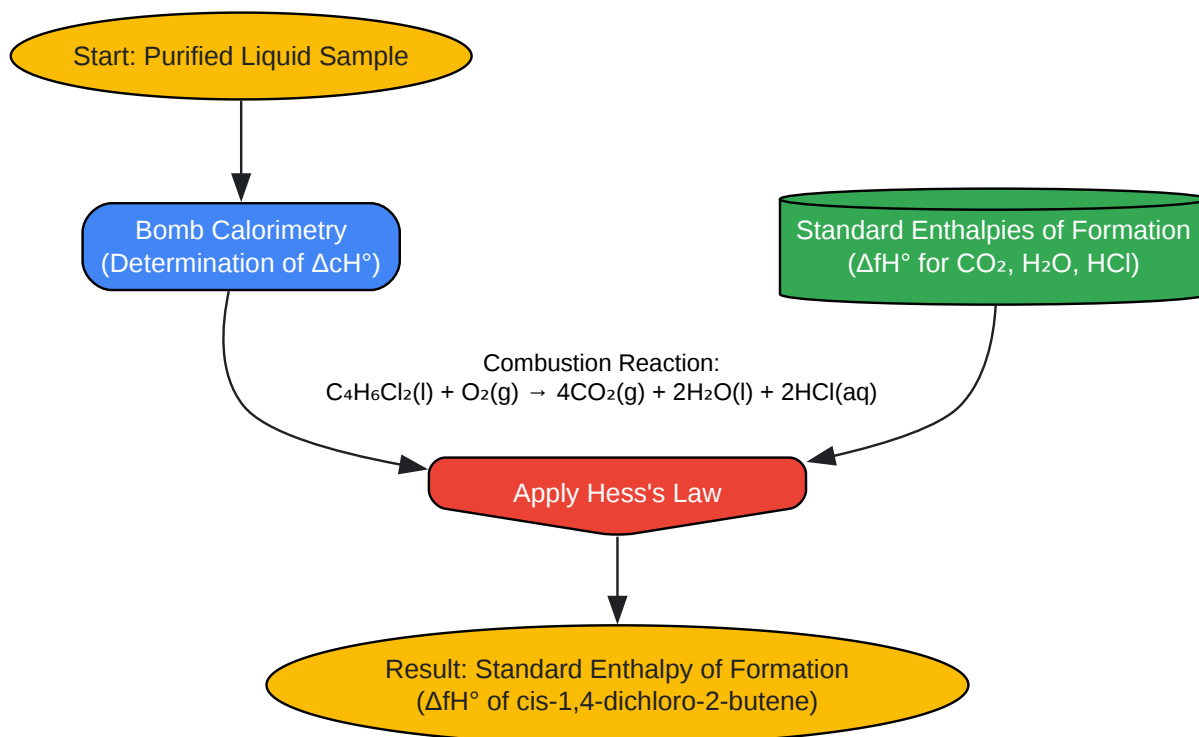 Start: Purified Liquid Sample
Bomb Calorimetry
(Determination of ΔcH°)
Standard Enthalpies of Formation
(ΔfH° for CO₂, H₂O, HCl)
Combustion Reaction:
C₄H₆Cl₂(l) + O₂(g) → 4CO₂(g) + 2H₂O(l) + 2HCl(aq)
Apply Hess's Law
Result: Standard Enthalpy of Formation
(ΔfH° of cis-1,4-dichloro-2-butene)